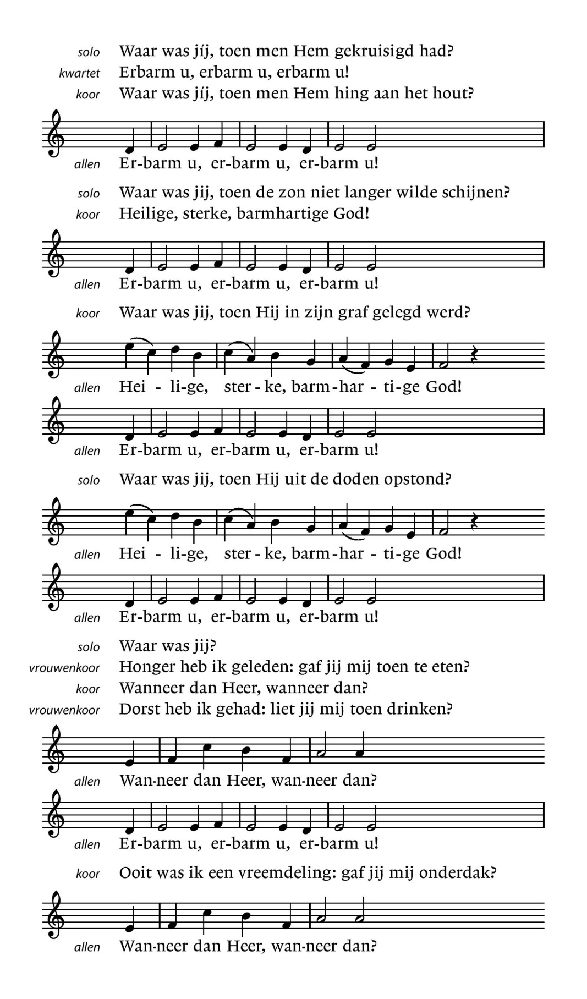 solo Waar was jíj, toen men Hem gekruisigd had?
kwartet Erbarm u, erbarm u, erbarm u!
koor Waar was jíj, toen men Hem hing aan het hout?
allen Er-barm u, er-barm u, er-barm u!
solo Waar was jij, toen de zon niet langer wilde schijnen?
koor Heilige, sterke, barmhartige God!
allen Er-barm u, er-barm u, er-barm u!
koor Waar was jij, toen Hij in zijn graf gelegd werd?
allen Hei - li-ge, ster - ke, barm-har - ti-ge God!
allen Er-barm u, er-barm u, er-barm u!
solo Waar was jij, toen Hij uit de doden opstond?
allen Hei - li-ge, ster - ke, barm-har - ti-ge God!
allen Er-barm u, er-barm u, er-barm u!
solo Waar was jij?
vrouwenkoor Honger heb ik geleden: gaf jij mij toen te eten?
koor Wanneer dan Heer, wanneer dan?
vrouwenkoor Dorst heb ik gehad: liet jij mij toen drinken?
allen Wan-neer dan Heer, wan-neer dan?
allen Er-barm u, er-barm u, er-barm u!
koor Ooit was ik een vreemdeling: gaf jij mij onderdak?
allen Wan-neer dan Heer, wan-neer dan?